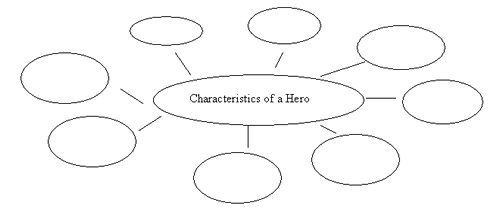 Characteristics of a Hero